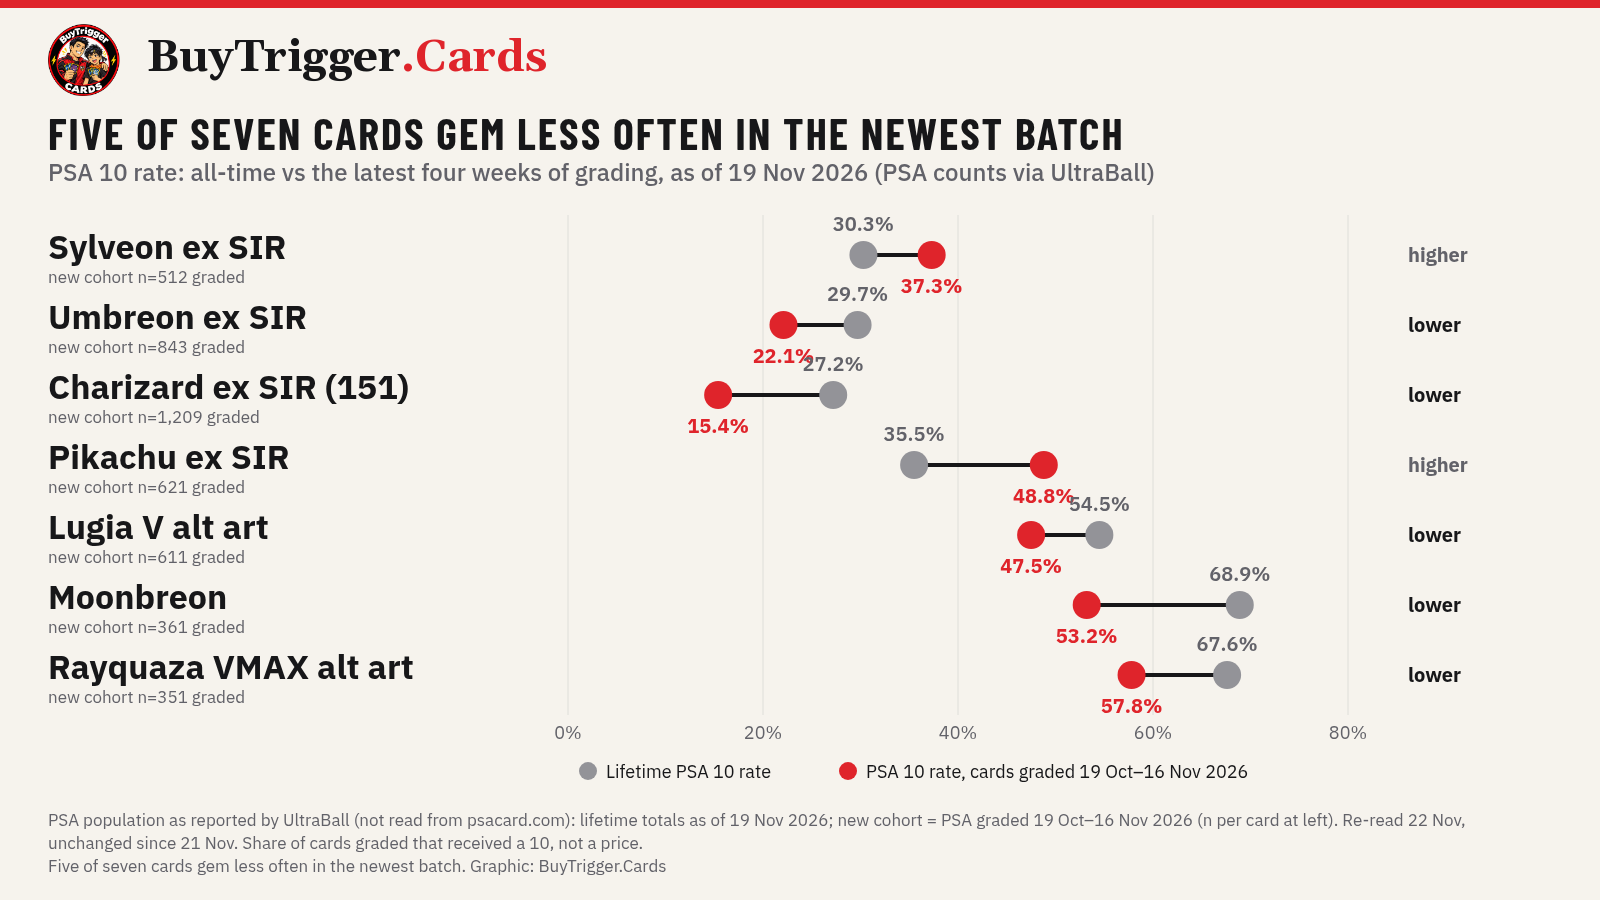 BuyTrigger
CARDS
BuyTrigger.Cards
FIVE OF SEVEN CARDS GEM LESS OFTEN IN THE NEWEST BATCH
PSA 10 rate: all-time vs the latest four weeks of grading, as of 19 Nov 2026 (PSA counts via UltraBall)
Sylveon ex SIR
new cohort n=512 graded
30.3%
37.3%
higher
Umbreon ex SIR
new cohort n=843 graded
29.7%
22.1%
lower
Charizard ex SIR (151)
new cohort n=1,209 graded
27.2%
15.4%
lower
Pikachu ex SIR
new cohort n=621 graded
35.5%
48.8%
higher
Lugia V alt art
new cohort n=611 graded
54.5%
47.5%
lower
Moonbreon
new cohort n=361 graded
68.9%
53.2%
lower
Rayquaza VMAX alt art
new cohort n=351 graded
67.6%
57.8%
lower
0% 20% 40% 60% 80%
Lifetime PSA 10 rate
PSA 10 rate, cards graded 19 Oct–16 Nov 2026
PSA population as reported by UltraBall (not read from psacard.com): lifetime totals as of 19 Nov 2026; new cohort = PSA graded 19 Oct–16 Nov 2026 (n per card at left). Re-read 22 Nov,
unchanged since 21 Nov. Share of cards graded that received a 10, not a price.
Five of seven cards gem less often in the newest batch. Graphic: BuyTrigger.Cards